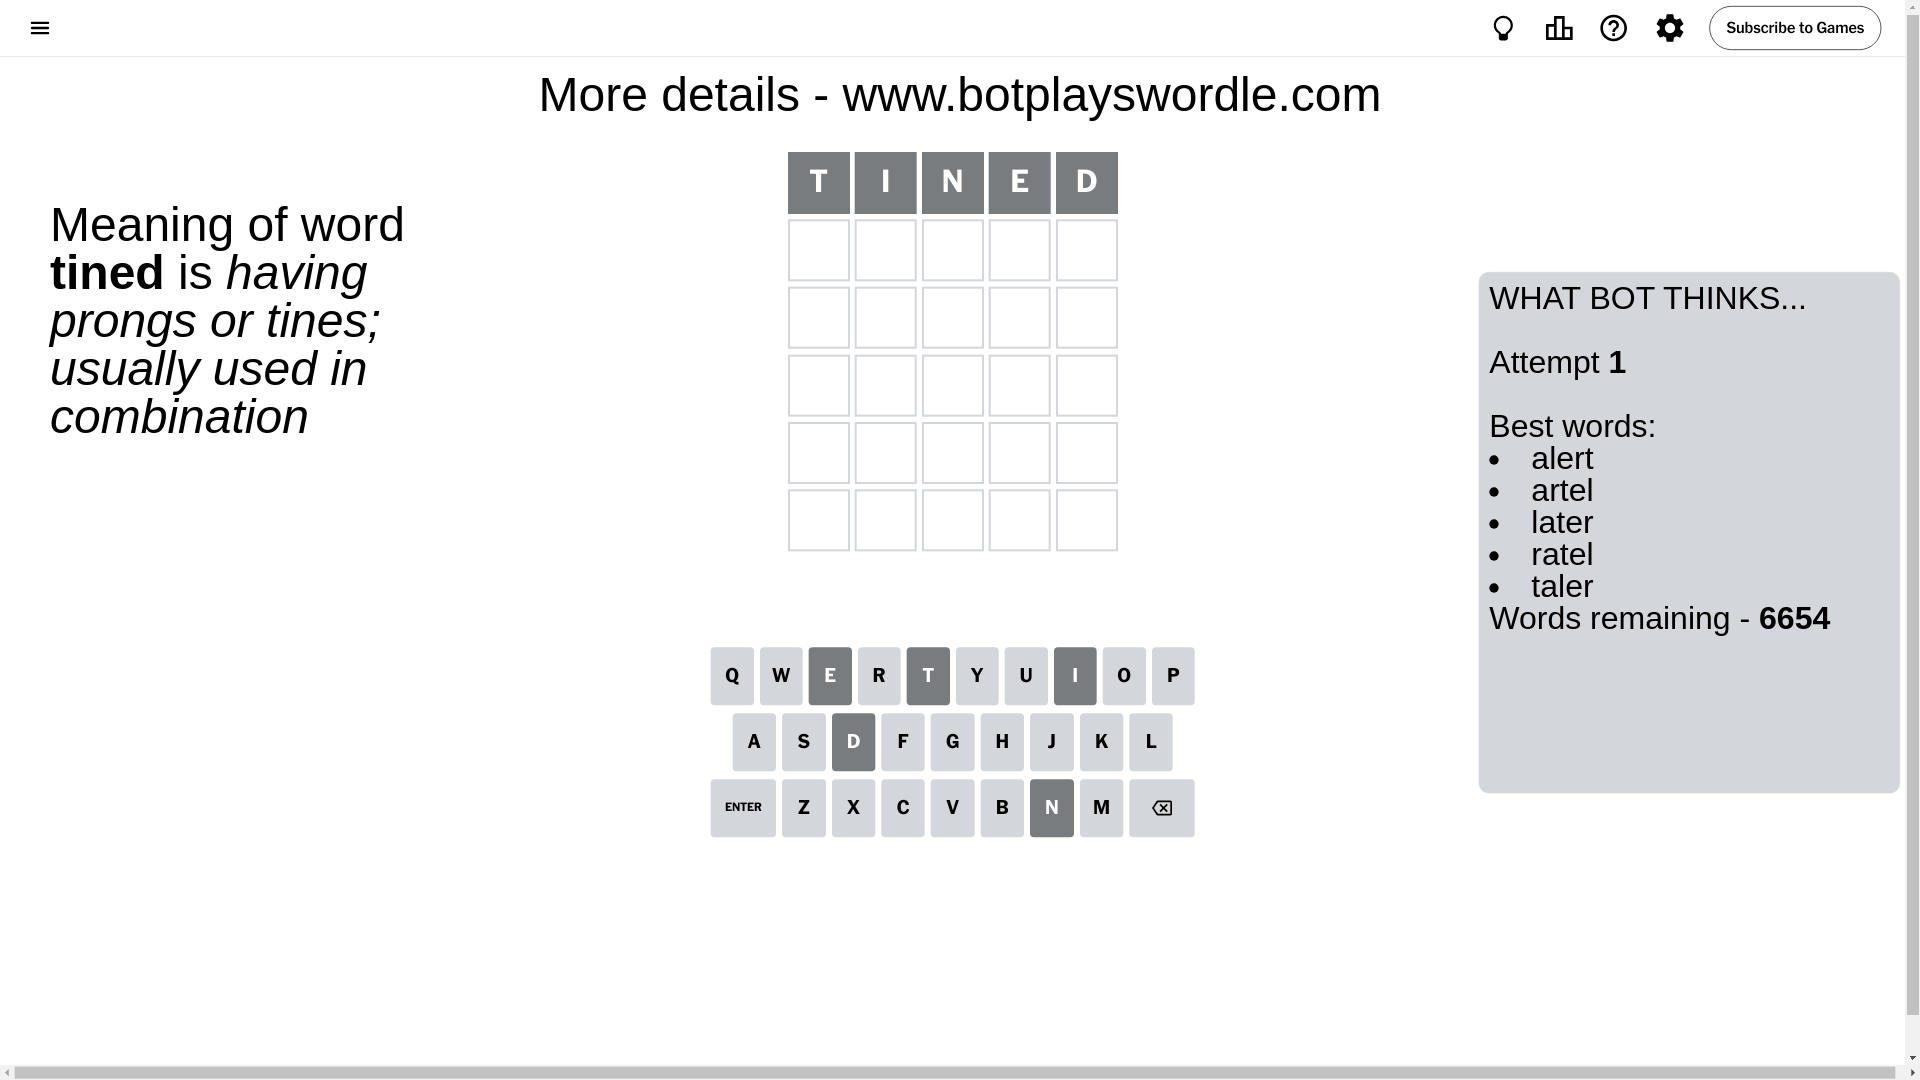 Subscribe to Games
More details - www.botplayswordle.com
Meaning of word
tined is having
prongs or tines;
usually used in
combination
T I N E D
WHAT BOT THINKS...
Attempt 1
Best words:
• alert
• artel
• later
• ratel
• taler
Words remaining - 6654
Q W E R T Y U I O P
A S D F G H J K L
ENTER Z X C V B N M